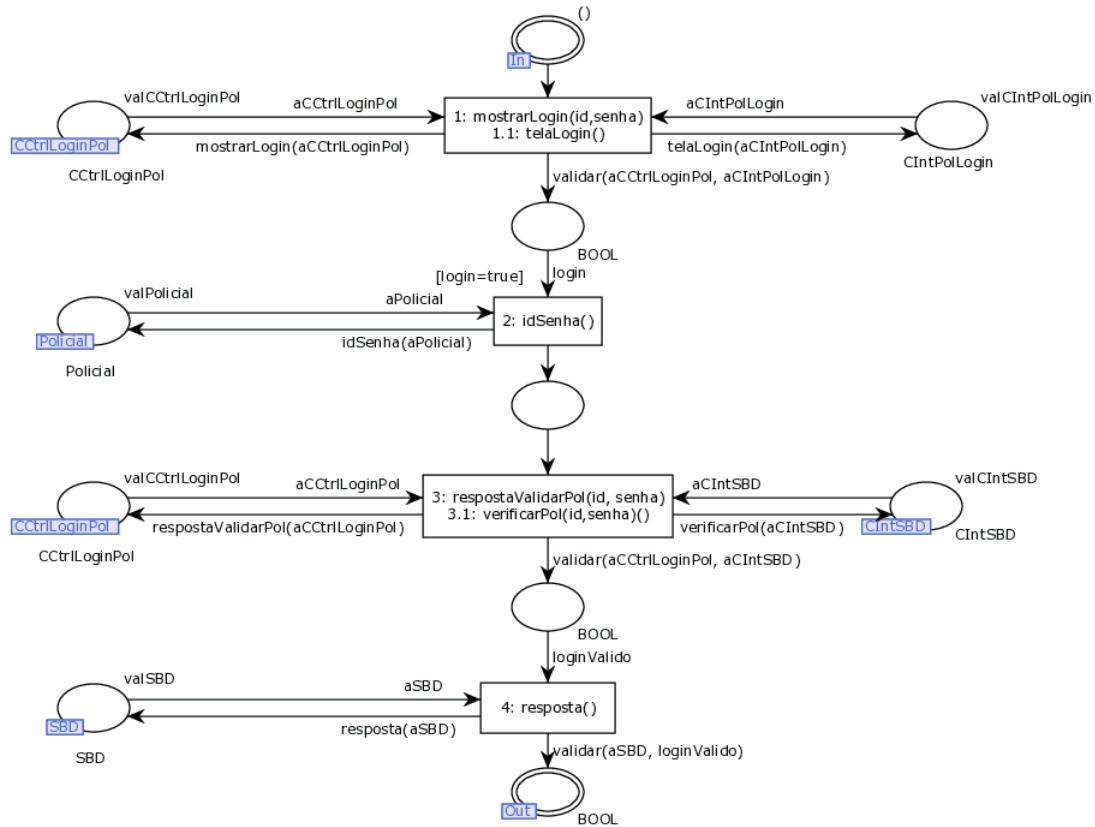 ()
In
valCCtrlLoginPol
aCCtrlLoginPol
1: mostrarLogin(id,senha)
1.1: telaLogin()
aCIntPolLogin
valCIntPolLogin
CCtrlLoginPol
mostrarLogin(aCCtrlLoginPol)
telaLogin(aCIntPolLogin)
CCtrlLoginPol
CIntPolLogin
validar(aCCtrlLoginPol, aCIntPolLogin)
BOOL
[login=true]
login
valPolicial
aPolicial
2: idSenha()
Policial
idSenha(aPolicial)
Policial
valCCtrlLoginPol
aCCtrlLoginPol
3: respostaValidarPol(id, senha)
3.1: verificarPol(id,senha)()
aCIntSBD
valCIntSBD
CCtrlLoginPol
respostaValidarPol(aCCtrlLoginPol)
verificarPol(aCIntSBD)
CIntSBD
CCtrlLoginPol
CIntSBD
validar(aCCtrlLoginPol, aCIntSBD)
BOOL
loginValido
valSBD
aSBD
4: resposta()
SBD
resposta(aSBD)
SBD
validar(aSBD, loginValido)
Out
BOOL